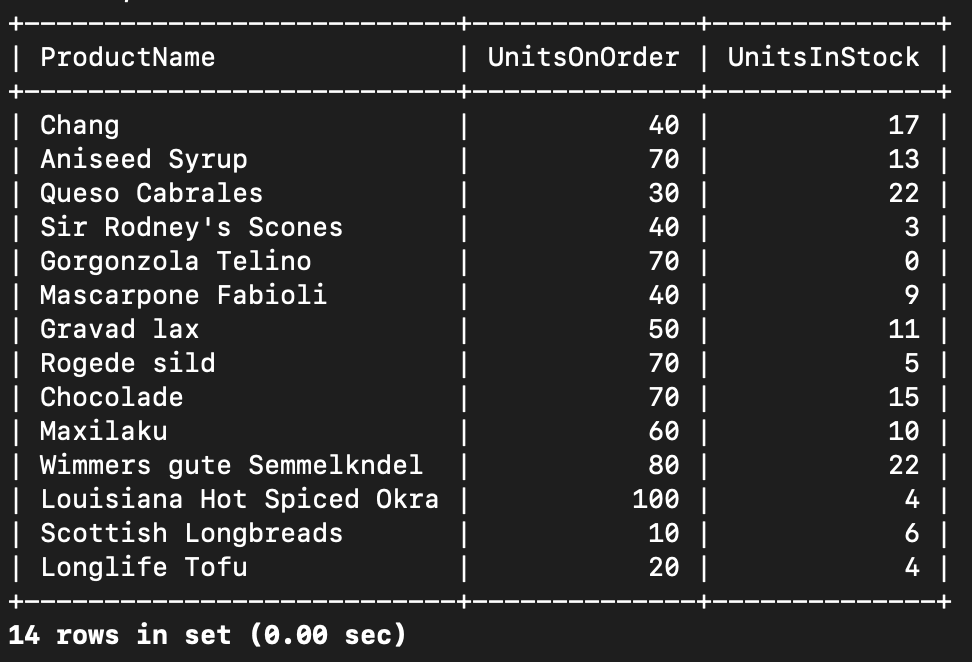 +---------------------------+--------------+--------------+
| ProductName               | UnitsOnOrder | UnitsInStock |
+---------------------------+--------------+--------------+
| Chang                     |           40 |           17 |
| Aniseed Syrup             |           70 |           13 |
| Queso Cabrales            |           30 |           22 |
| Sir Rodney's Scones       |           40 |            3 |
| Gorgonzola Telino         |           70 |            0 |
| Mascarpone Fabioli        |           40 |            9 |
| Gravad lax                |           50 |           11 |
| Rogede sild               |           70 |            5 |
| Chocolade                 |           70 |           15 |
| Maxilaku                  |           60 |           10 |
| Wimmers gute Semmelkndel  |           80 |           22 |
| Louisiana Hot Spiced Okra |          100 |            4 |
| Scottish Longbreads       |           10 |            6 |
| Longlife Tofu             |           20 |            4 |
+---------------------------+--------------+--------------+
14 rows in set (0.00 sec)